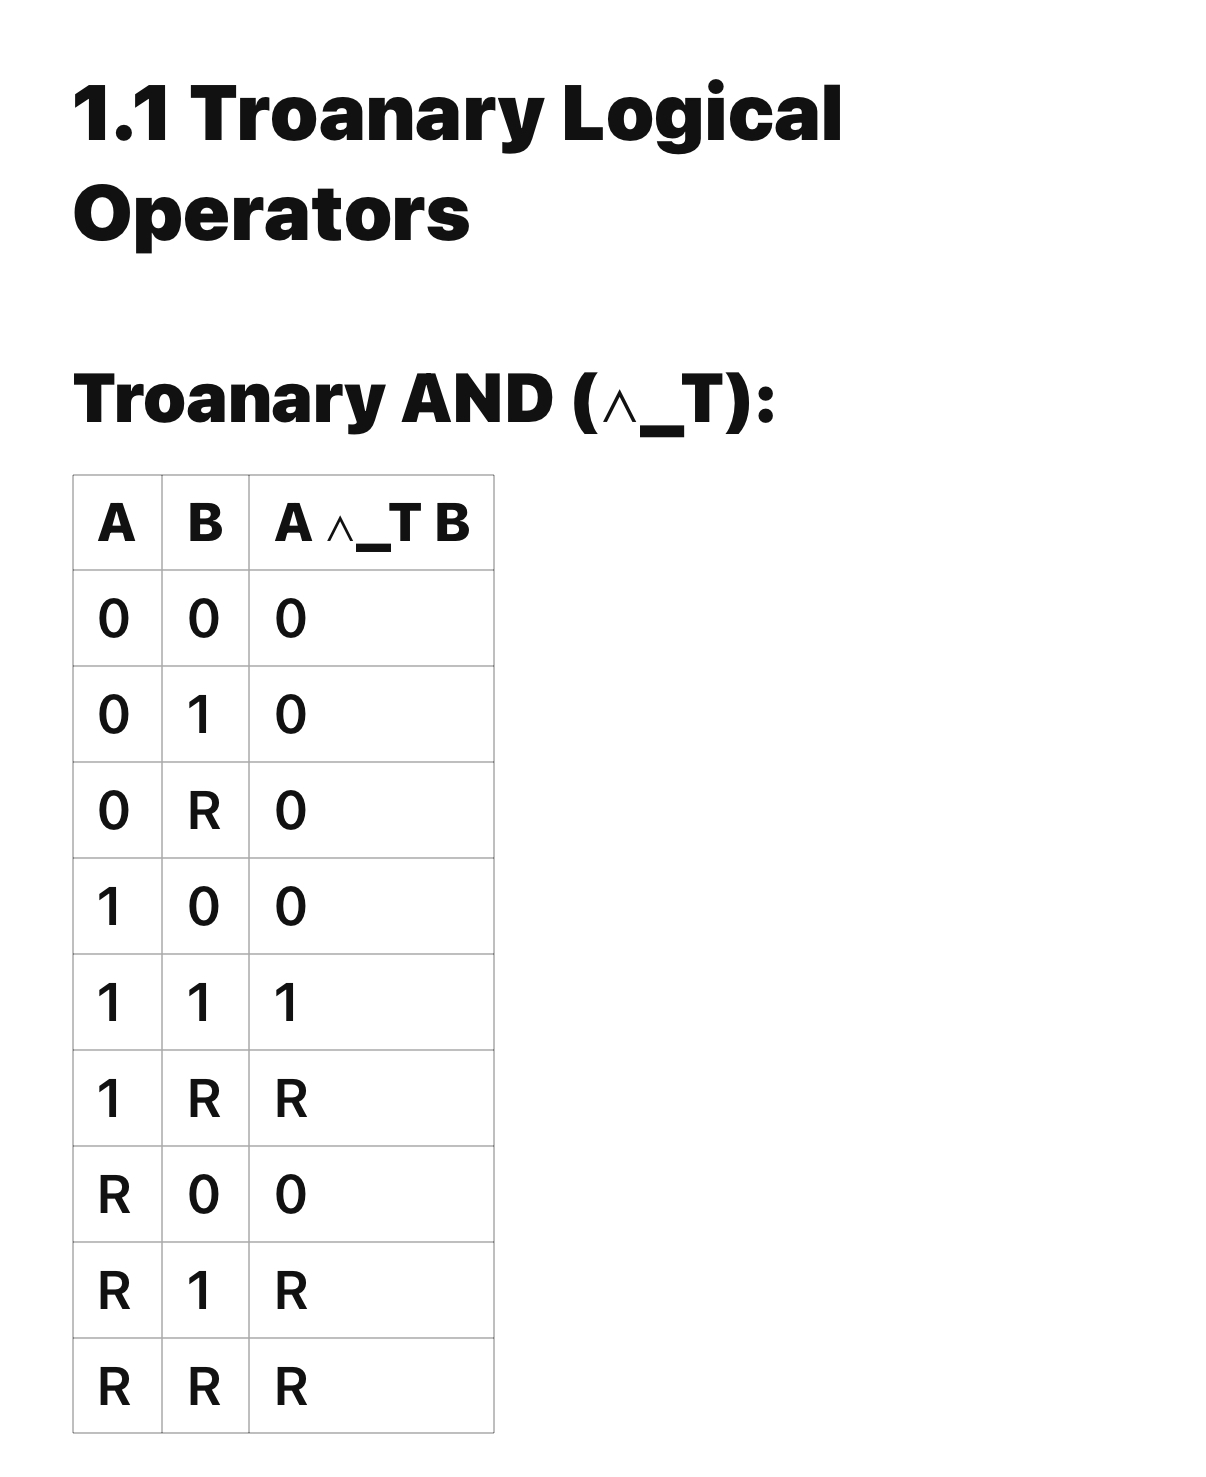 1.1 Troanary Logical
Operators
Troanary AND (∧_T):
A B A ∧_T B
0 0 0
0 1 0
0 R 0
1 0 0
1 1 1
1 R R
R 0 0
R 1 R
R R R